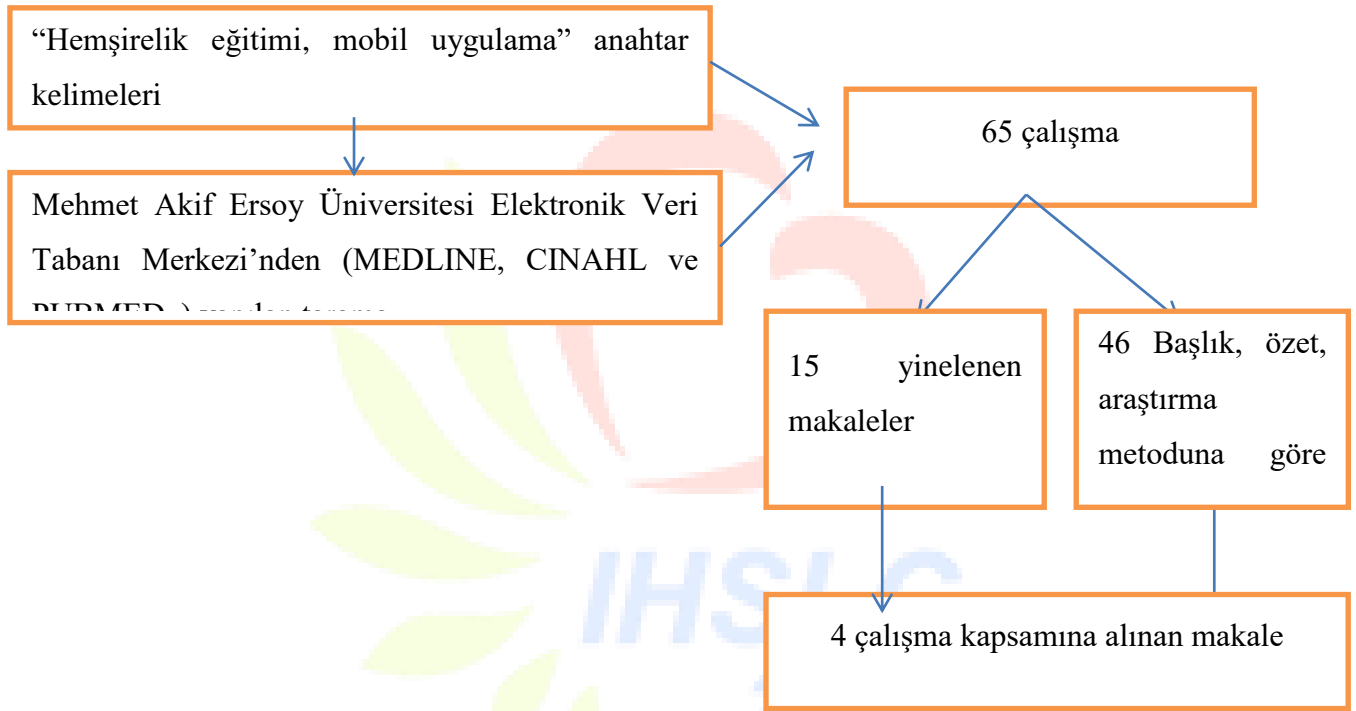 “Hemşirelik eğitimi, mobil uygulama” anahtar
kelimeleri
65 çalışma
Mehmet Akif Ersoy Üniversitesi Elektronik Veri
Tabanı Merkezi’nden (MEDLINE, CINAHL ve
15 yinelenen
makaleler
46 Başlık, özet,
araştırma
metoduna göre
4 çalışma kapsamına alınan makale